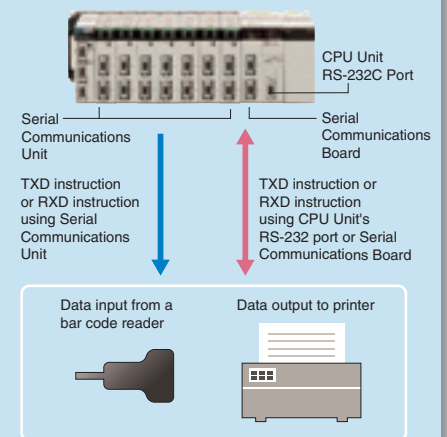 CPU Unit
RS-232C Port
Serial
Communications
Unit
Serial
Communications
Board
TXD instruction
or RXD instruction
using Serial
Communications
Unit
TXD instruction or
RXD instruction
using CPU Unit's
RS-232 port or Serial
Communications Board
Data input from a
bar code reader
Data output to printer